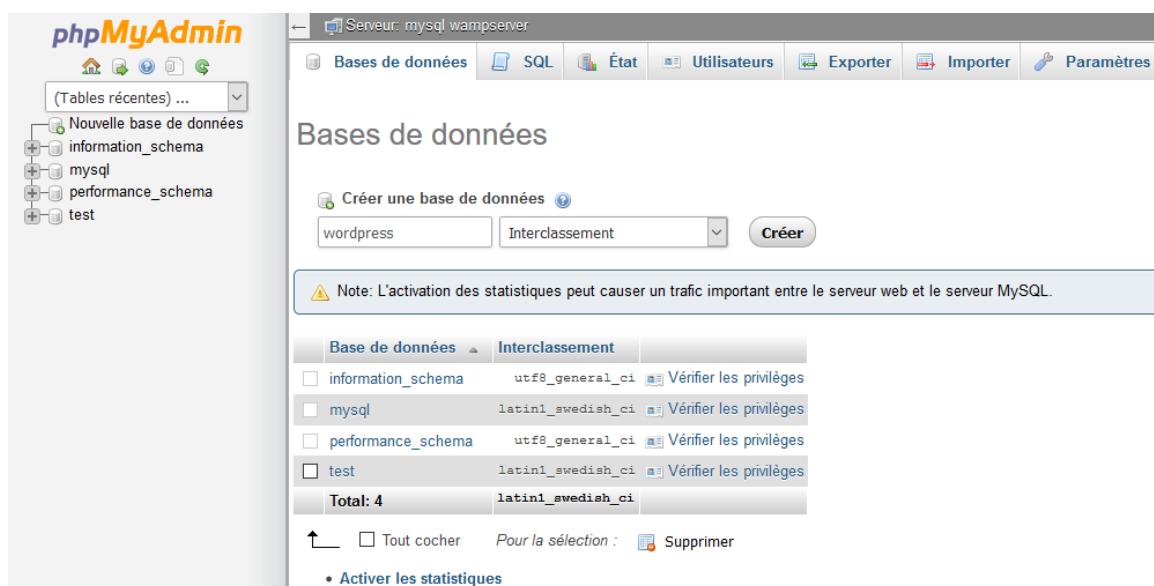 phpMyAdmin
(Tables récentes) ...
Nouvelle base de données
information_schema
mysql
performance_schema
test
Serveur: mysql wampserver
Bases de données SQL État Utilisateurs Exporter Importer Paramètres
Bases de données
Créer une base de données
wordpress Interclassement Créer
Note: L'activation des statistiques peut causer un trafic important entre le serveur web et le serveur MySQL.
Base de données Interclassement
information_schema utf8_general_ci Vérifier les privilèges
mysql latin1_swedish_ci Vérifier les privilèges
performance_schema utf8_general_ci Vérifier les privilèges
test latin1_swedish_ci Vérifier les privilèges
Total: 4 latin1_swedish_ci
Tout cocher Pour la sélection : Supprimer
• Activer les statistiques